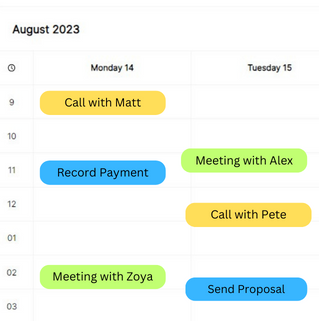 August 2023
Monday 14
Tuesday 15
9
Call with Matt
10
Meeting with Alex
11
Record Payment
12
Call with Pete
01
02
Meeting with Zoya
Send Proposal
03